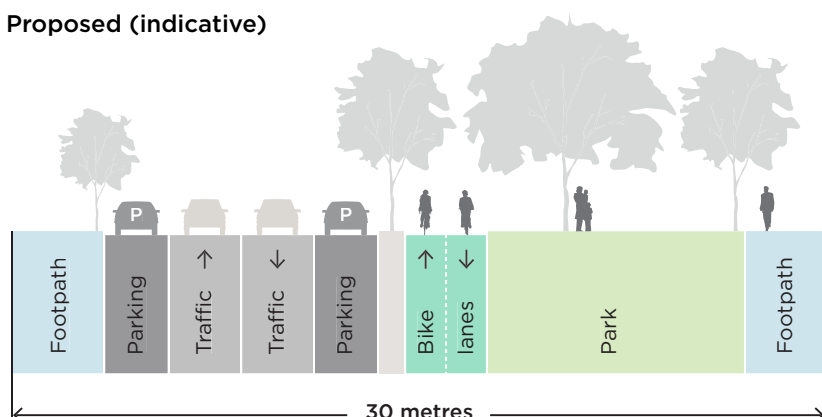 Proposed (indicative)
P
P
Footpath
Parking
Traffic
Traffic
Parking
Bike
lanes
Park
Footpath
30 metres